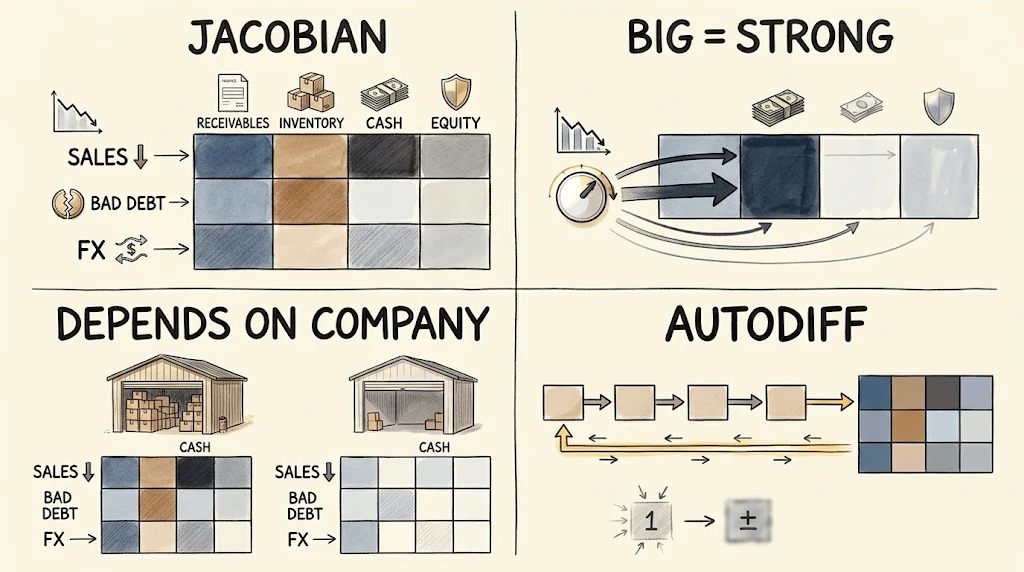 JACOBIAN
RECEIVABLES INVENTORY CASH EQUITY
SALES
BAD DEBT
FX $
BIG = STRONG
DEPENDS ON COMPANY
CASH
SALES
BAD
DEBT
FX
CASH
SALES
BAD
DEBT
FX
AUTODIFF
1
±